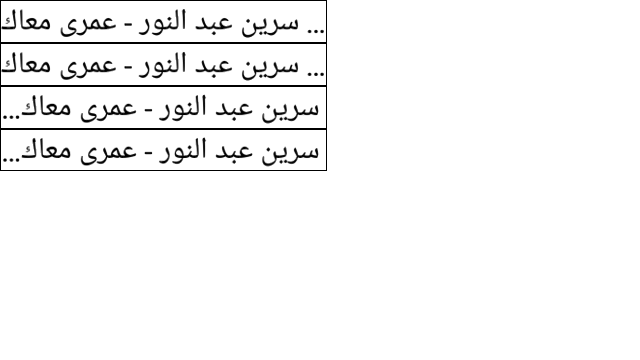 ... سرين عبد النور - عمرى معاك
... سرين عبد النور - عمرى معاك
سرين عبد النور - عمرى معاك...
سرين عبد النور - عمرى معاك...